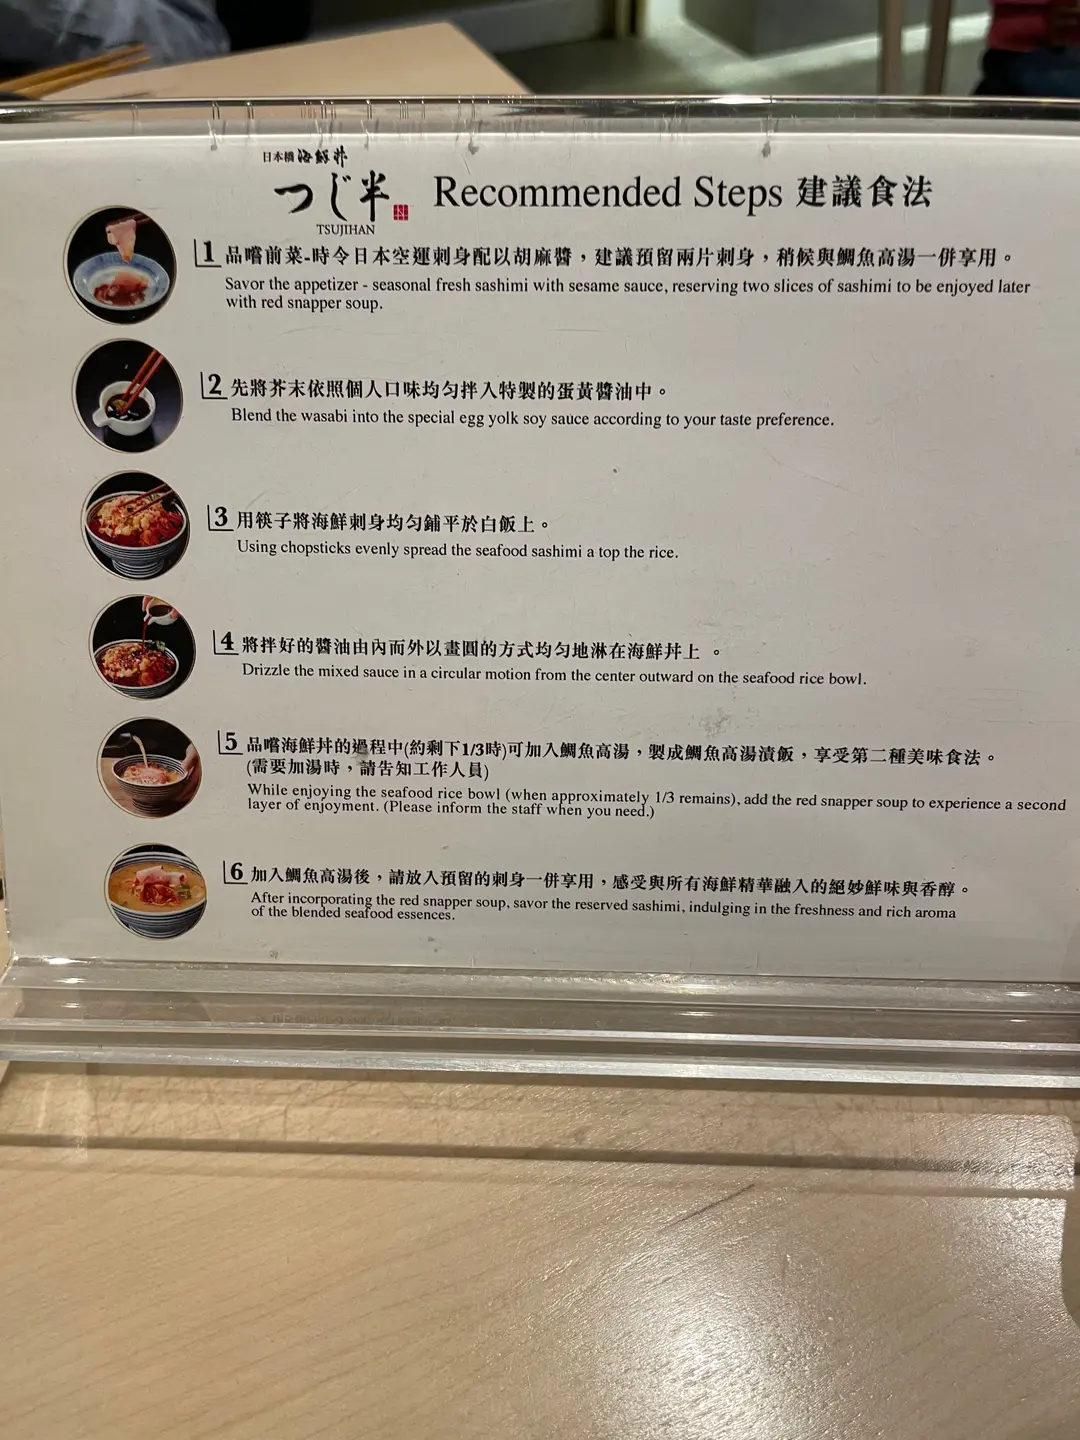 日本橋 海鮮丼
つじ半
TSUJIHAN
Recommended Steps 建議食法
1 品嚐前菜-時令日本空運刺身配以胡麻醬，建議預留兩片刺身，稍候與鯛魚高湯一併享用。
Savor the appetizer - seasonal fresh sashimi with sesame sauce, reserving two slices of sashimi to be enjoyed later
with red snapper soup.
2 先將芥末依照個人口味均勻拌入特製的蛋黃醬油中。
Blend the wasabi into the special egg yolk soy sauce according to your taste preference.
3 用筷子將海鮮刺身均勻鋪平於白飯上。
Using chopsticks evenly spread the seafood sashimi a top the rice.
4 將拌好的醬油由內而外以畫圓的方式均勻地淋在海鮮丼上 。
Drizzle the mixed sauce in a circular motion from the center outward on the seafood rice bowl.
5 品嚐海鮮丼的過程中(約剩下1/3時)可加入鯛魚高湯，製成鯛魚高湯漬飯，享受第二種美味食法。
(需要加湯時，請告知工作人員)
While enjoying the seafood rice bowl (when approximately 1/3 remains), add the red snapper soup to experience a second
layer of enjoyment. (Please inform the staff when you need.)
6 加入鯛魚高湯後，請放入預留的刺身一併享用，感受與所有海鮮精華融入的絕妙鮮味與香醇。
After incorporating the red snapper soup, savor the reserved sashimi, indulging in the freshness and rich aroma
of the blended seafood essences.